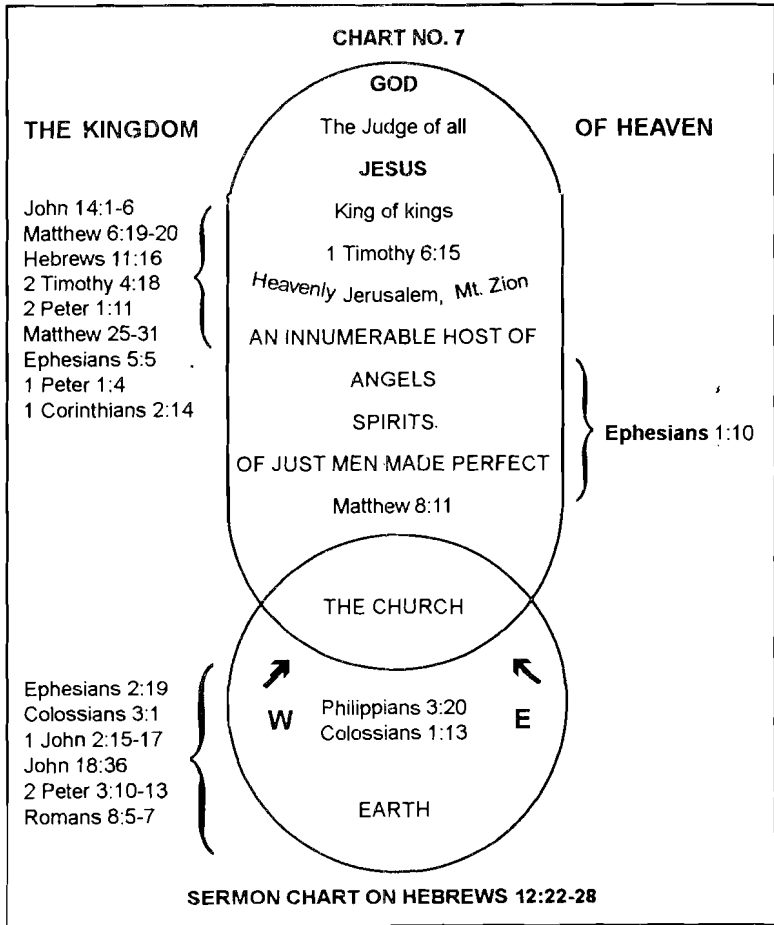 CHART NO. 7
GOD
THE KINGDOM
The Judge of all
OF HEAVEN
JESUS
John 14:1-6
Matthew 6:19-20
Hebrews 11:16
2 Timothy 4:18
2 Peter 1:11
Matthew 25-31
Ephesians 5:5
1 Peter 1:4
1 Corinthians 2:14
King of kings
1 Timothy 6:15
Heavenly Jerusalem, Mt. Zion
AN INNUMERABLE HOST OF
ANGELS
SPIRITS.
OF JUST MEN MADE PERFECT
Matthew 8:11
Ephesians 1:10
THE CHURCH
Ephesians 2:19
Colossians 3:1
1 John 2:15-17
John 18:36
2 Peter 3:10-13
Romans 8:5-7
W
Philippians 3:20
Colossians 1:13
E
EARTH
SERMON CHART ON HEBREWS 12:22-28